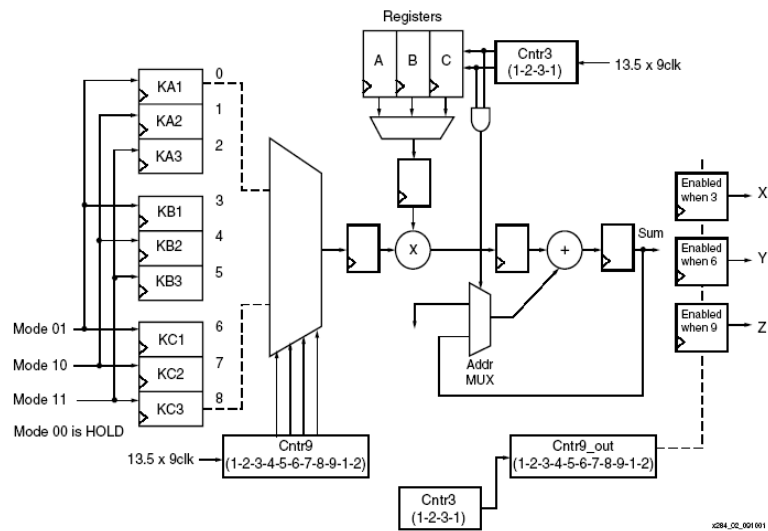 Registers
A B C
Cntr3
(1-2-3-1)
13.5 x 9clk
KA1 0
KA2 1
KA3 2
KB1 3
KB2 4
KB3 5
KC1 6
KC2 7
KC3 8
Mode 01
Mode 10
Mode 11
Mode 00 is HOLD
X
+
Sum
Addr
MUX
Enabled
when 3
X
Enabled
when 6
Y
Enabled
when 9
Z
13.5 x 9clk
Cntr9
(1-2-3-4-5-6-7-8-9-1-2)
Cntr9_out
(1-2-3-4-5-6-7-8-9-1-2)
Cntr3
(1-2-3-1)
x284_02_091001